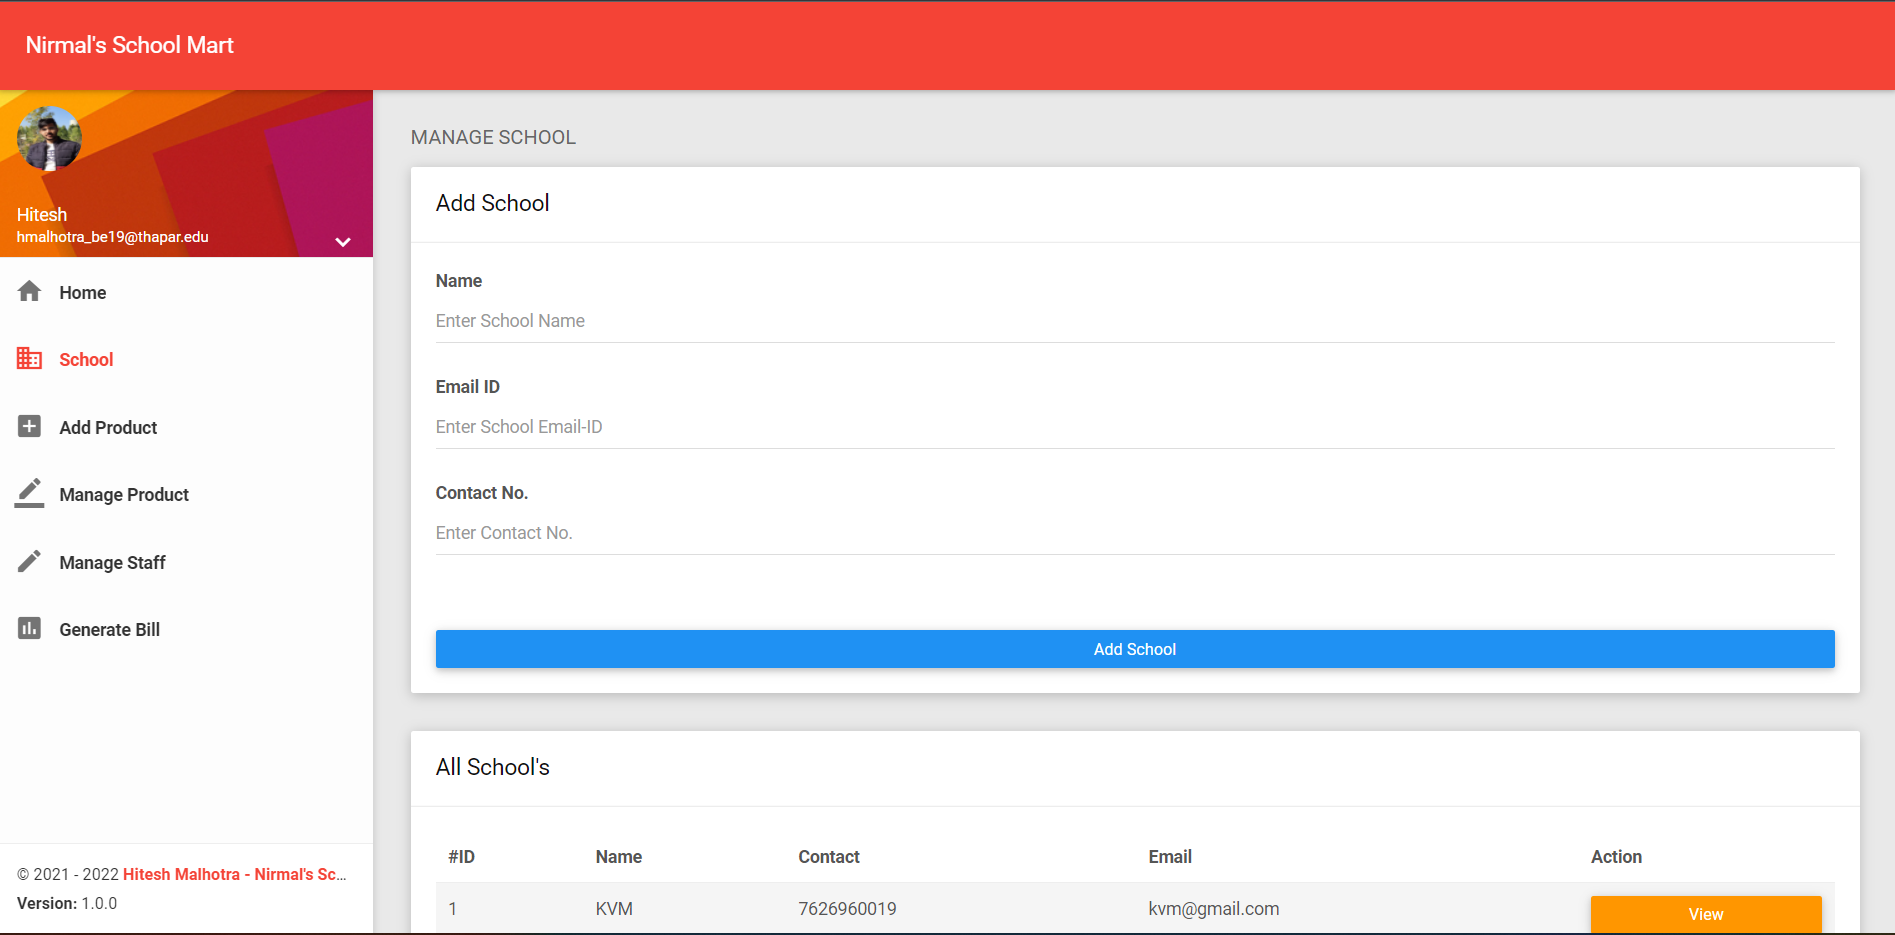 Nirmal's School Mart
Hitesh
hmalhotra_be19@thapar.edu
Home
School
Add Product
Manage Product
Manage Staff
Generate Bill
© 2021 - 2022 Hitesh Malhotra - Nirmal's Sc...
Version: 1.0.0
MANAGE SCHOOL
Add School
Name
Enter School Name
Email ID
Enter School Email-ID
Contact No.
Enter Contact No.
Add School
All School's
#ID Name Contact Email Action
1 KVM 7626960019 kvm@gmail.com View